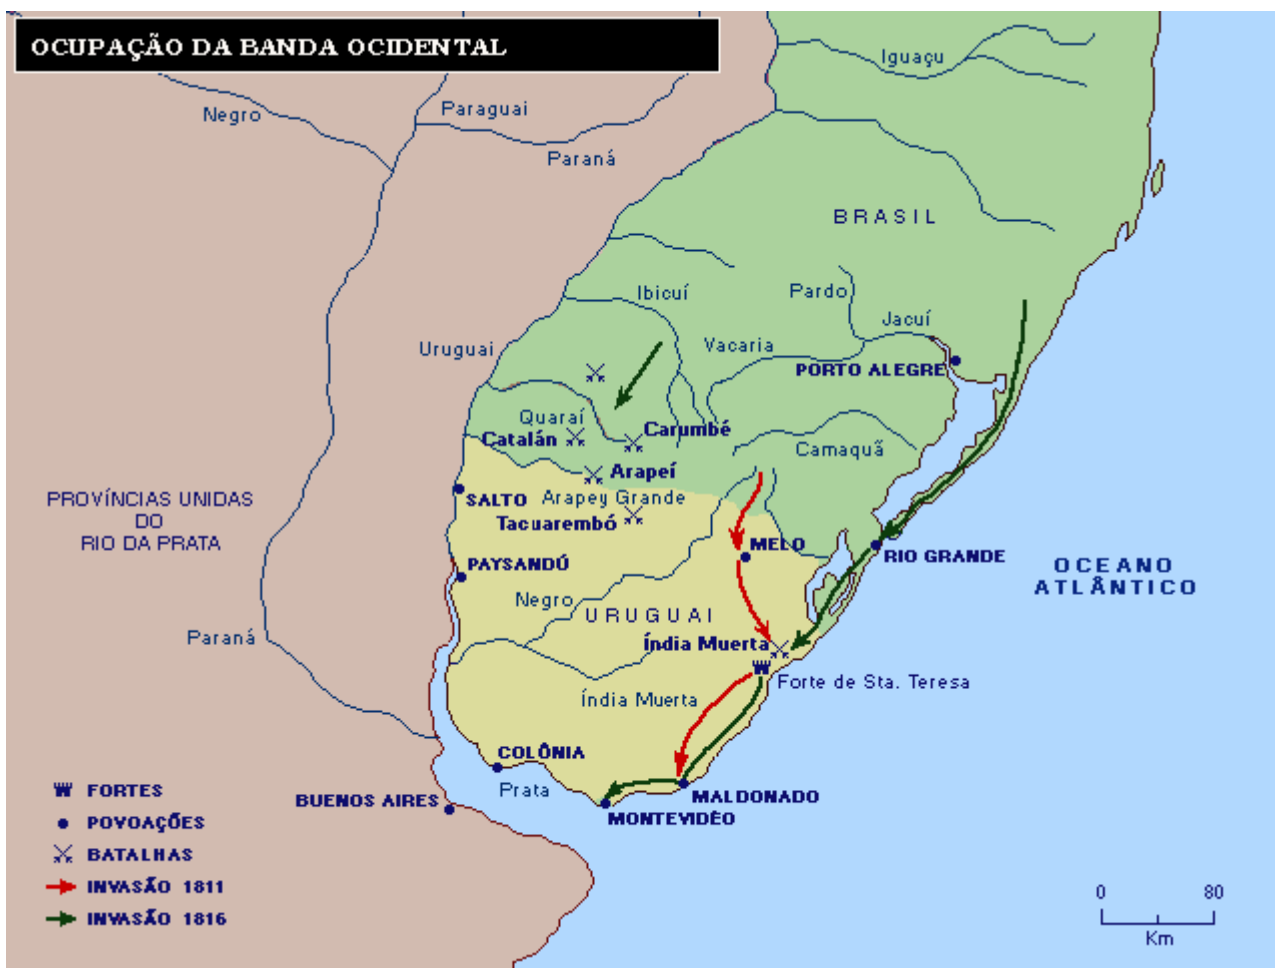 OCUPAÇÃO DA BANDA OCIDENTAL
Iguaçu
Negro
Paraguai
Paraná
BRASIL
Ibicuí
Pardo
Jacuí
Uruguai
Vacaria
PORTO ALEGRE
Quaraí
Carumbé
Catalán
Camaquã
Arapeí
PROVÍNCIAS UNIDAS
DO
RIO DA PRATA
SALTO
Arapey Grande
Tacuarembó
MELO
RIO GRANDE
OCEANO
ATLÂNTICO
PAYSANDÚ
Negro
URUGUAI
Paraná
Índia Muerta
Forte de Sta. Teresa
Índia Muerta
COLÔNIA
Prata
BUENOS AIRES
MALDONADO
MONTEVIDÈO
FORTES
POVOAÇÕES
BATALHAS
INVASÃO 1811
INVASÃO 1816
0 80
Km